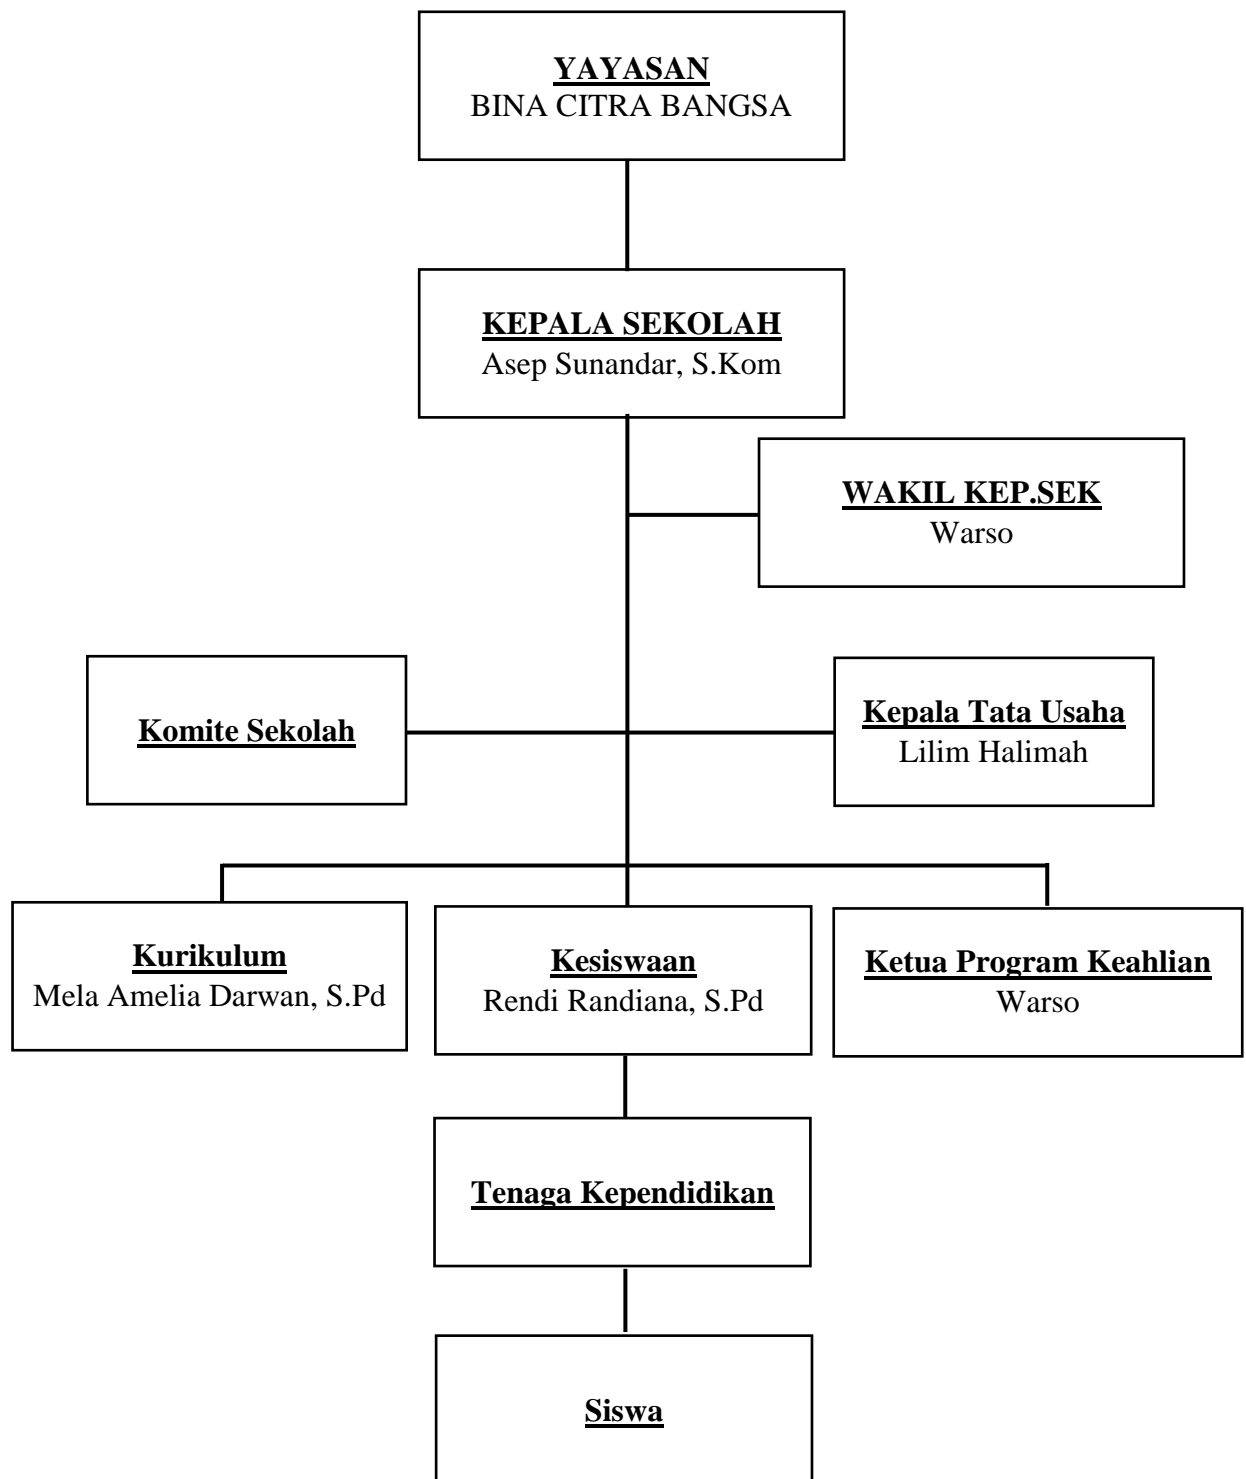 YAYASAN
BINA CITRA BANGSA
KEPALA SEKOLAH
Asep Sunandar, S.Kom
WAKIL KEP.SEK
Warso
Komite Sekolah
Kepala Tata Usaha
Lilim Halimah
Kurikulum
Mela Amelia Darwan, S.Pd
Kesiswaan
Rendi Randiana, S.Pd
Ketua Program Keahlian
Warso
Tenaga Kependidikan
Siswa